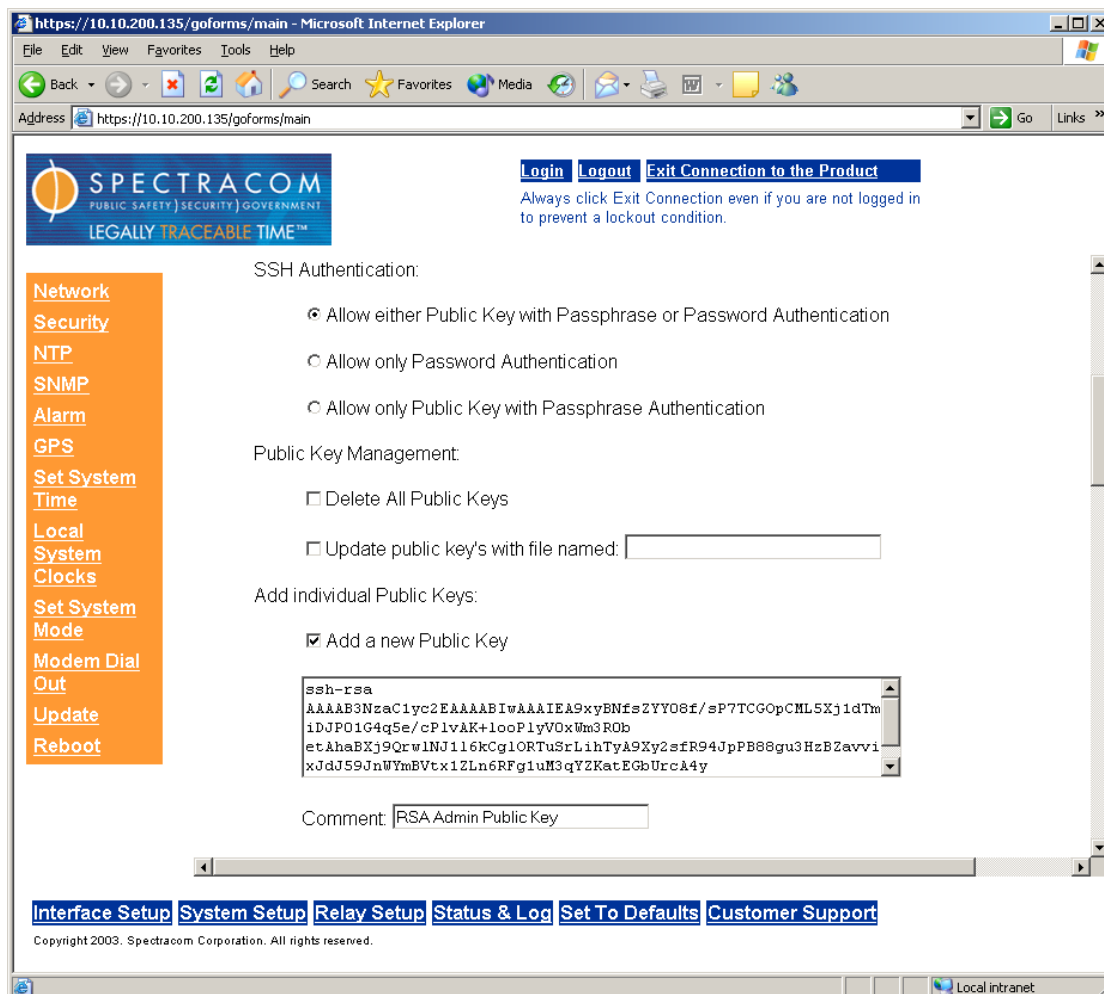 https://10.10.200.135/goforms/main - Microsoft Internet Explorer
File Edit View Favorites Tools Help
Back Search Favorites Media
Address https://10.10.200.135/goforms/main Go Links »
SPECTRACOM
PUBLIC SAFETY ) SECURITY ) GOVERNMENT
LEGALLY TRACEABLE TIME™
Login Logout Exit Connection to the Product
Always click Exit Connection even if you are not logged in
to prevent a lockout condition.
Network
Security
NTP
SNMP
Alarm
GPS
Set System
Time
Local
System
Clocks
Set System
Mode
Modem Dial
Out
Update
Reboot
SSH Authentication:
Allow either Public Key with Passphrase or Password Authentication
Allow only Password Authentication
Allow only Public Key with Passphrase Authentication
Public Key Management:
Delete All Public Keys
Update public key's with file named:
Add individual Public Keys:
Add a new Public Key
ssh-rsa
AAAAB3NzaC1yc2EAAAABIwAAAIEA9xyBNfsZYYO8f/sP7TCGOpCML5Xj1dTm
iDJPO1G4q5e/cPlvAK+looPlyVOxWm3ROb
etAhaBXj9QrwlNJ1l6kCglORTuSrLihTyA9Xy2sfR94JpPB88gu3HzBZavvi
xJdJ59JnWYmBVtx1ZLn6RFg1uM3qYZKatEGbUrcA4y
Comment: RSA Admin Public Key
Interface Setup System Setup Relay Setup Status & Log Set To Defaults Customer Support
Copyright 2003. Spectracom Corporation. All rights reserved.
Local intranet